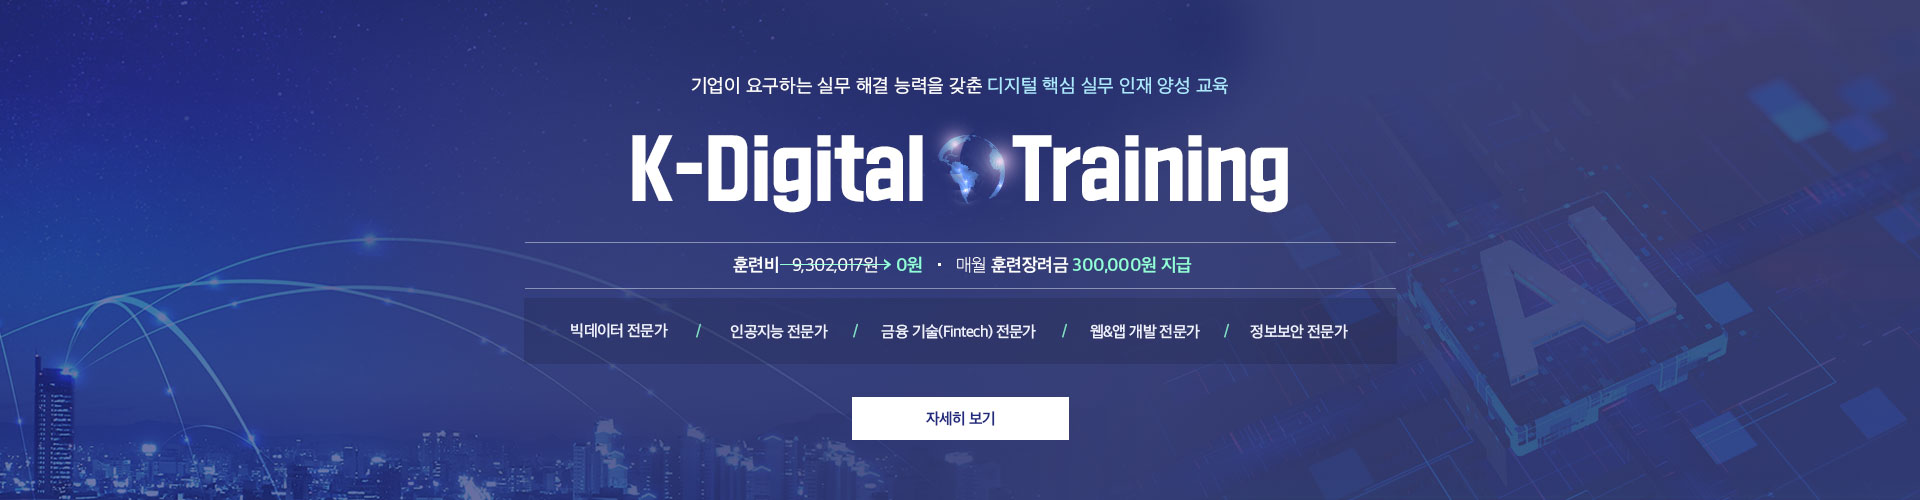 기업이 요구하는 실무 해결 능력을 갖춘 디지털 핵심 실무 인재 양성 교육
K-Digital Training
훈련비 9,302,017원 → 0원 · 매월 훈련장려금 300,000원 지급
빅데이터 전문가 / 인공지능 전문가 / 금융 기술(Fintech) 전문가 / 웹&앱 개발 전문가 / 정보보안 전문가
자세히 보기
AI